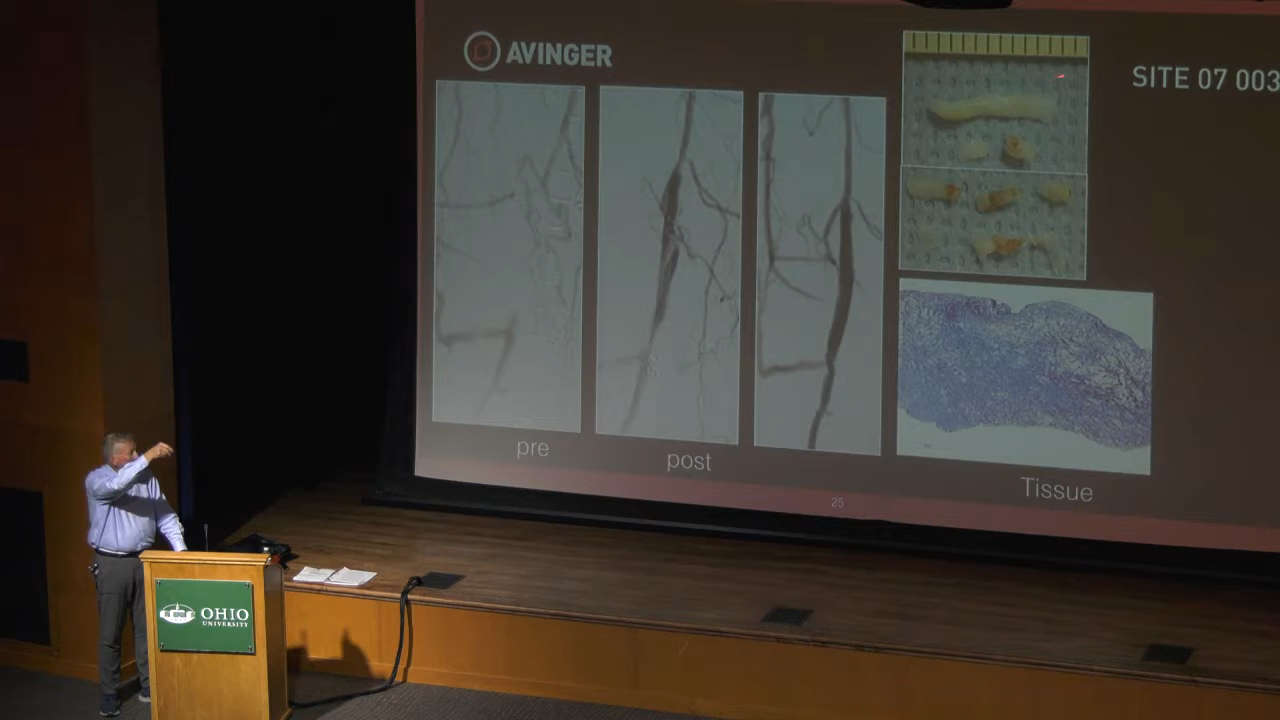 AVINGER
SITE 07 003
pre
post
Tissue
25
OHIO
UNIVERSITY